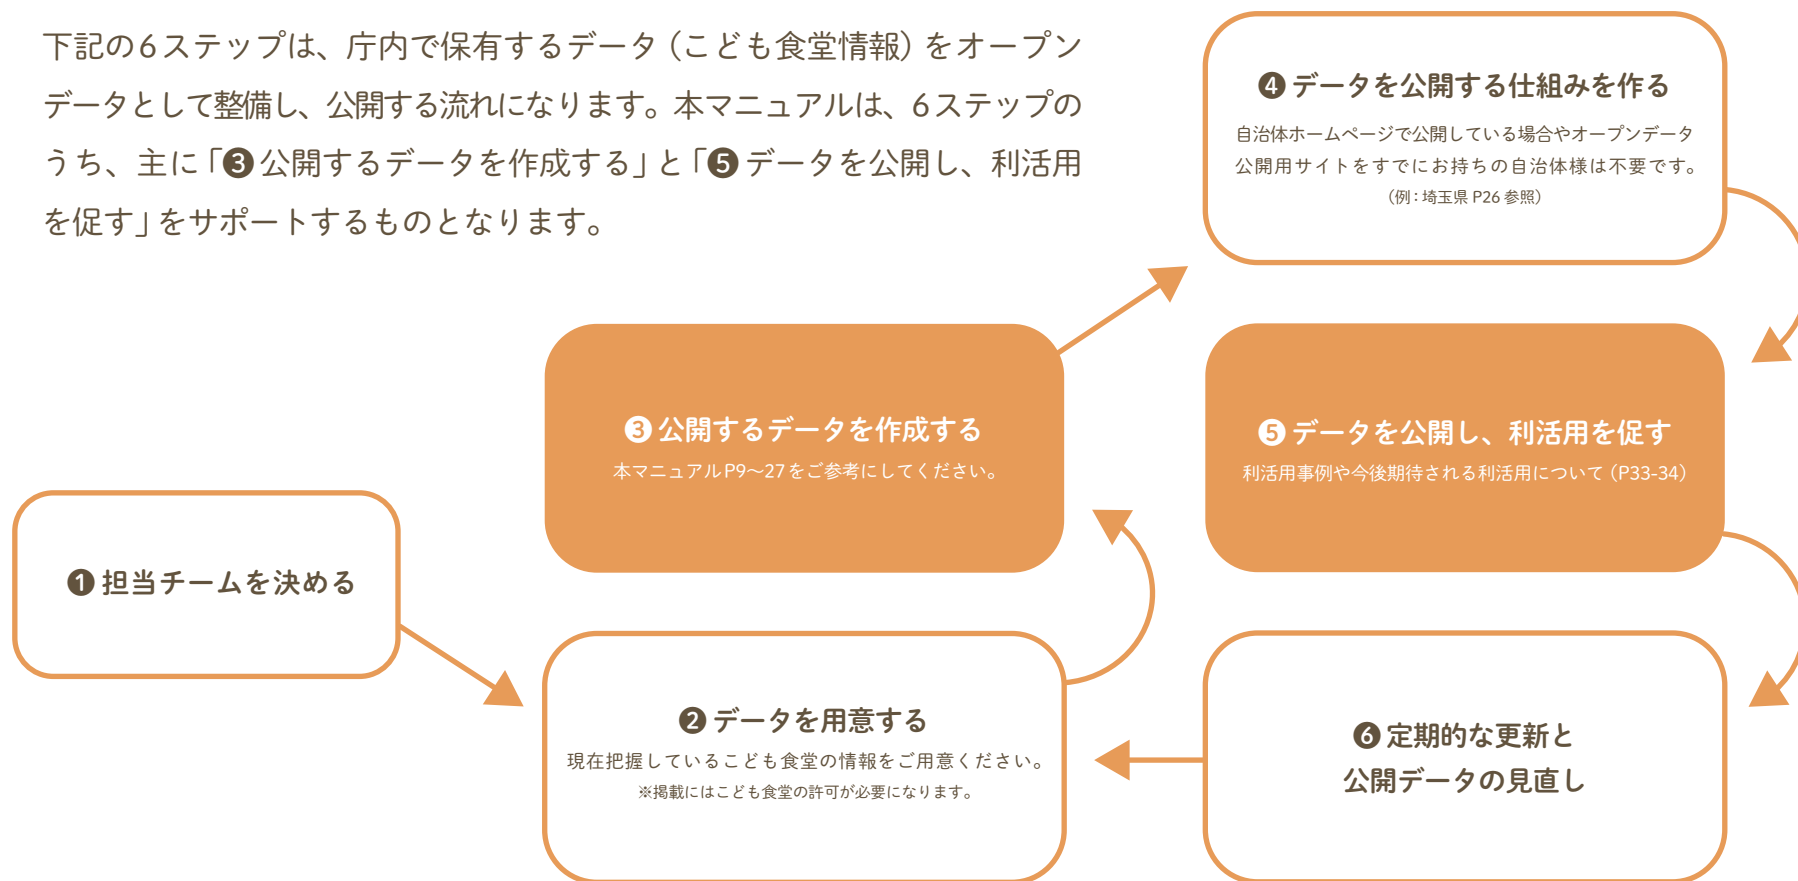 下記の6ステップは、庁内で保有するデータ（こども食堂情報）をオープン
データとして整備し、公開する流れになります。本マニュアルは、6ステップの
うち、主に「❸公開するデータを作成する」と「❺データを公開し、利活用
を促す」をサポートするものとなります。
❶担当チームを決める
❷データを用意する
現在把握しているこども食堂の情報をご用意ください。
※掲載にはこども食堂の許可が必要になります。
❸公開するデータを作成する
本マニュアルP9〜27をご参考にしてください。
❹データを公開する仕組みを作る
自治体ホームページで公開している場合やオープンデータ
公開用サイトをすでにお持ちの自治体様は不要です。
（例：埼玉県 P26 参照）
❺データを公開し、利活用を促す
利活用事例や今後期待される利活用について（P33-34）
❻定期的な更新と
公開データの見直し